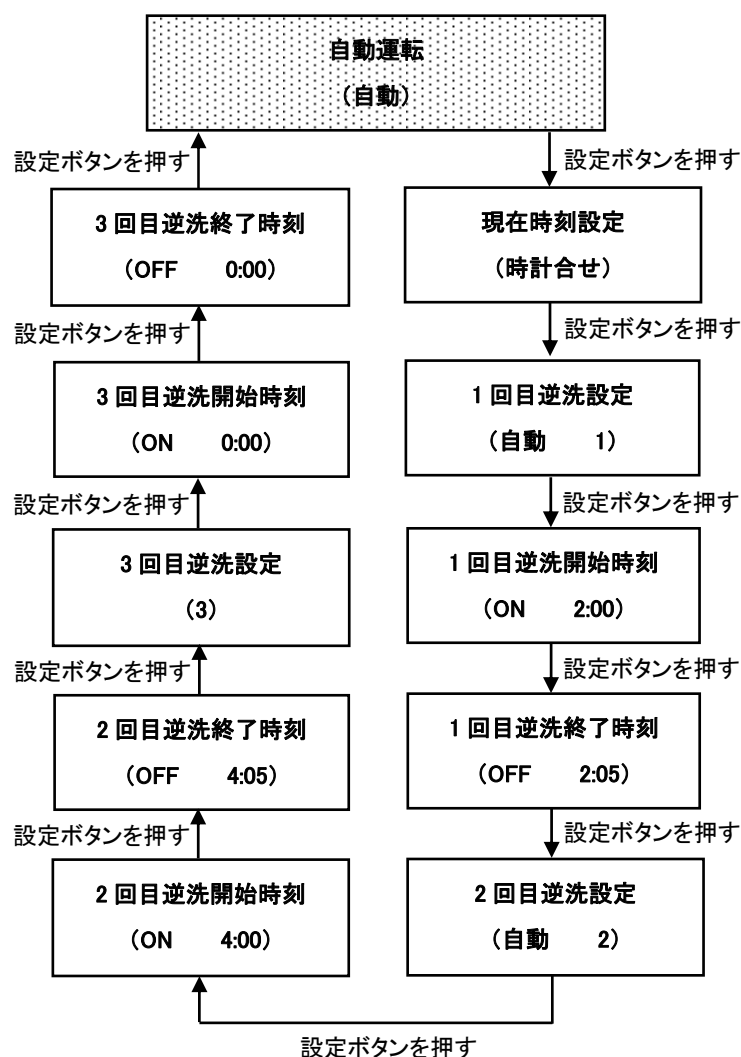 自動運転
（自動）
設定ボタンを押す
設定ボタンを押す
3 回目逆洗終了時刻
（OFF　0:00）
現在時刻設定
（時計合せ）
設定ボタンを押す
設定ボタンを押す
3 回目逆洗開始時刻
（ON　0:00）
1 回目逆洗設定
（自動　1）
設定ボタンを押す
設定ボタンを押す
3 回目逆洗設定
（3）
1 回目逆洗開始時刻
（ON　2:00）
設定ボタンを押す
設定ボタンを押す
2 回目逆洗終了時刻
（OFF　4:05）
1 回目逆洗終了時刻
（OFF　2:05）
設定ボタンを押す
設定ボタンを押す
2 回目逆洗開始時刻
（ON　4:00）
2 回目逆洗設定
（自動　2）
設定ボタンを押す